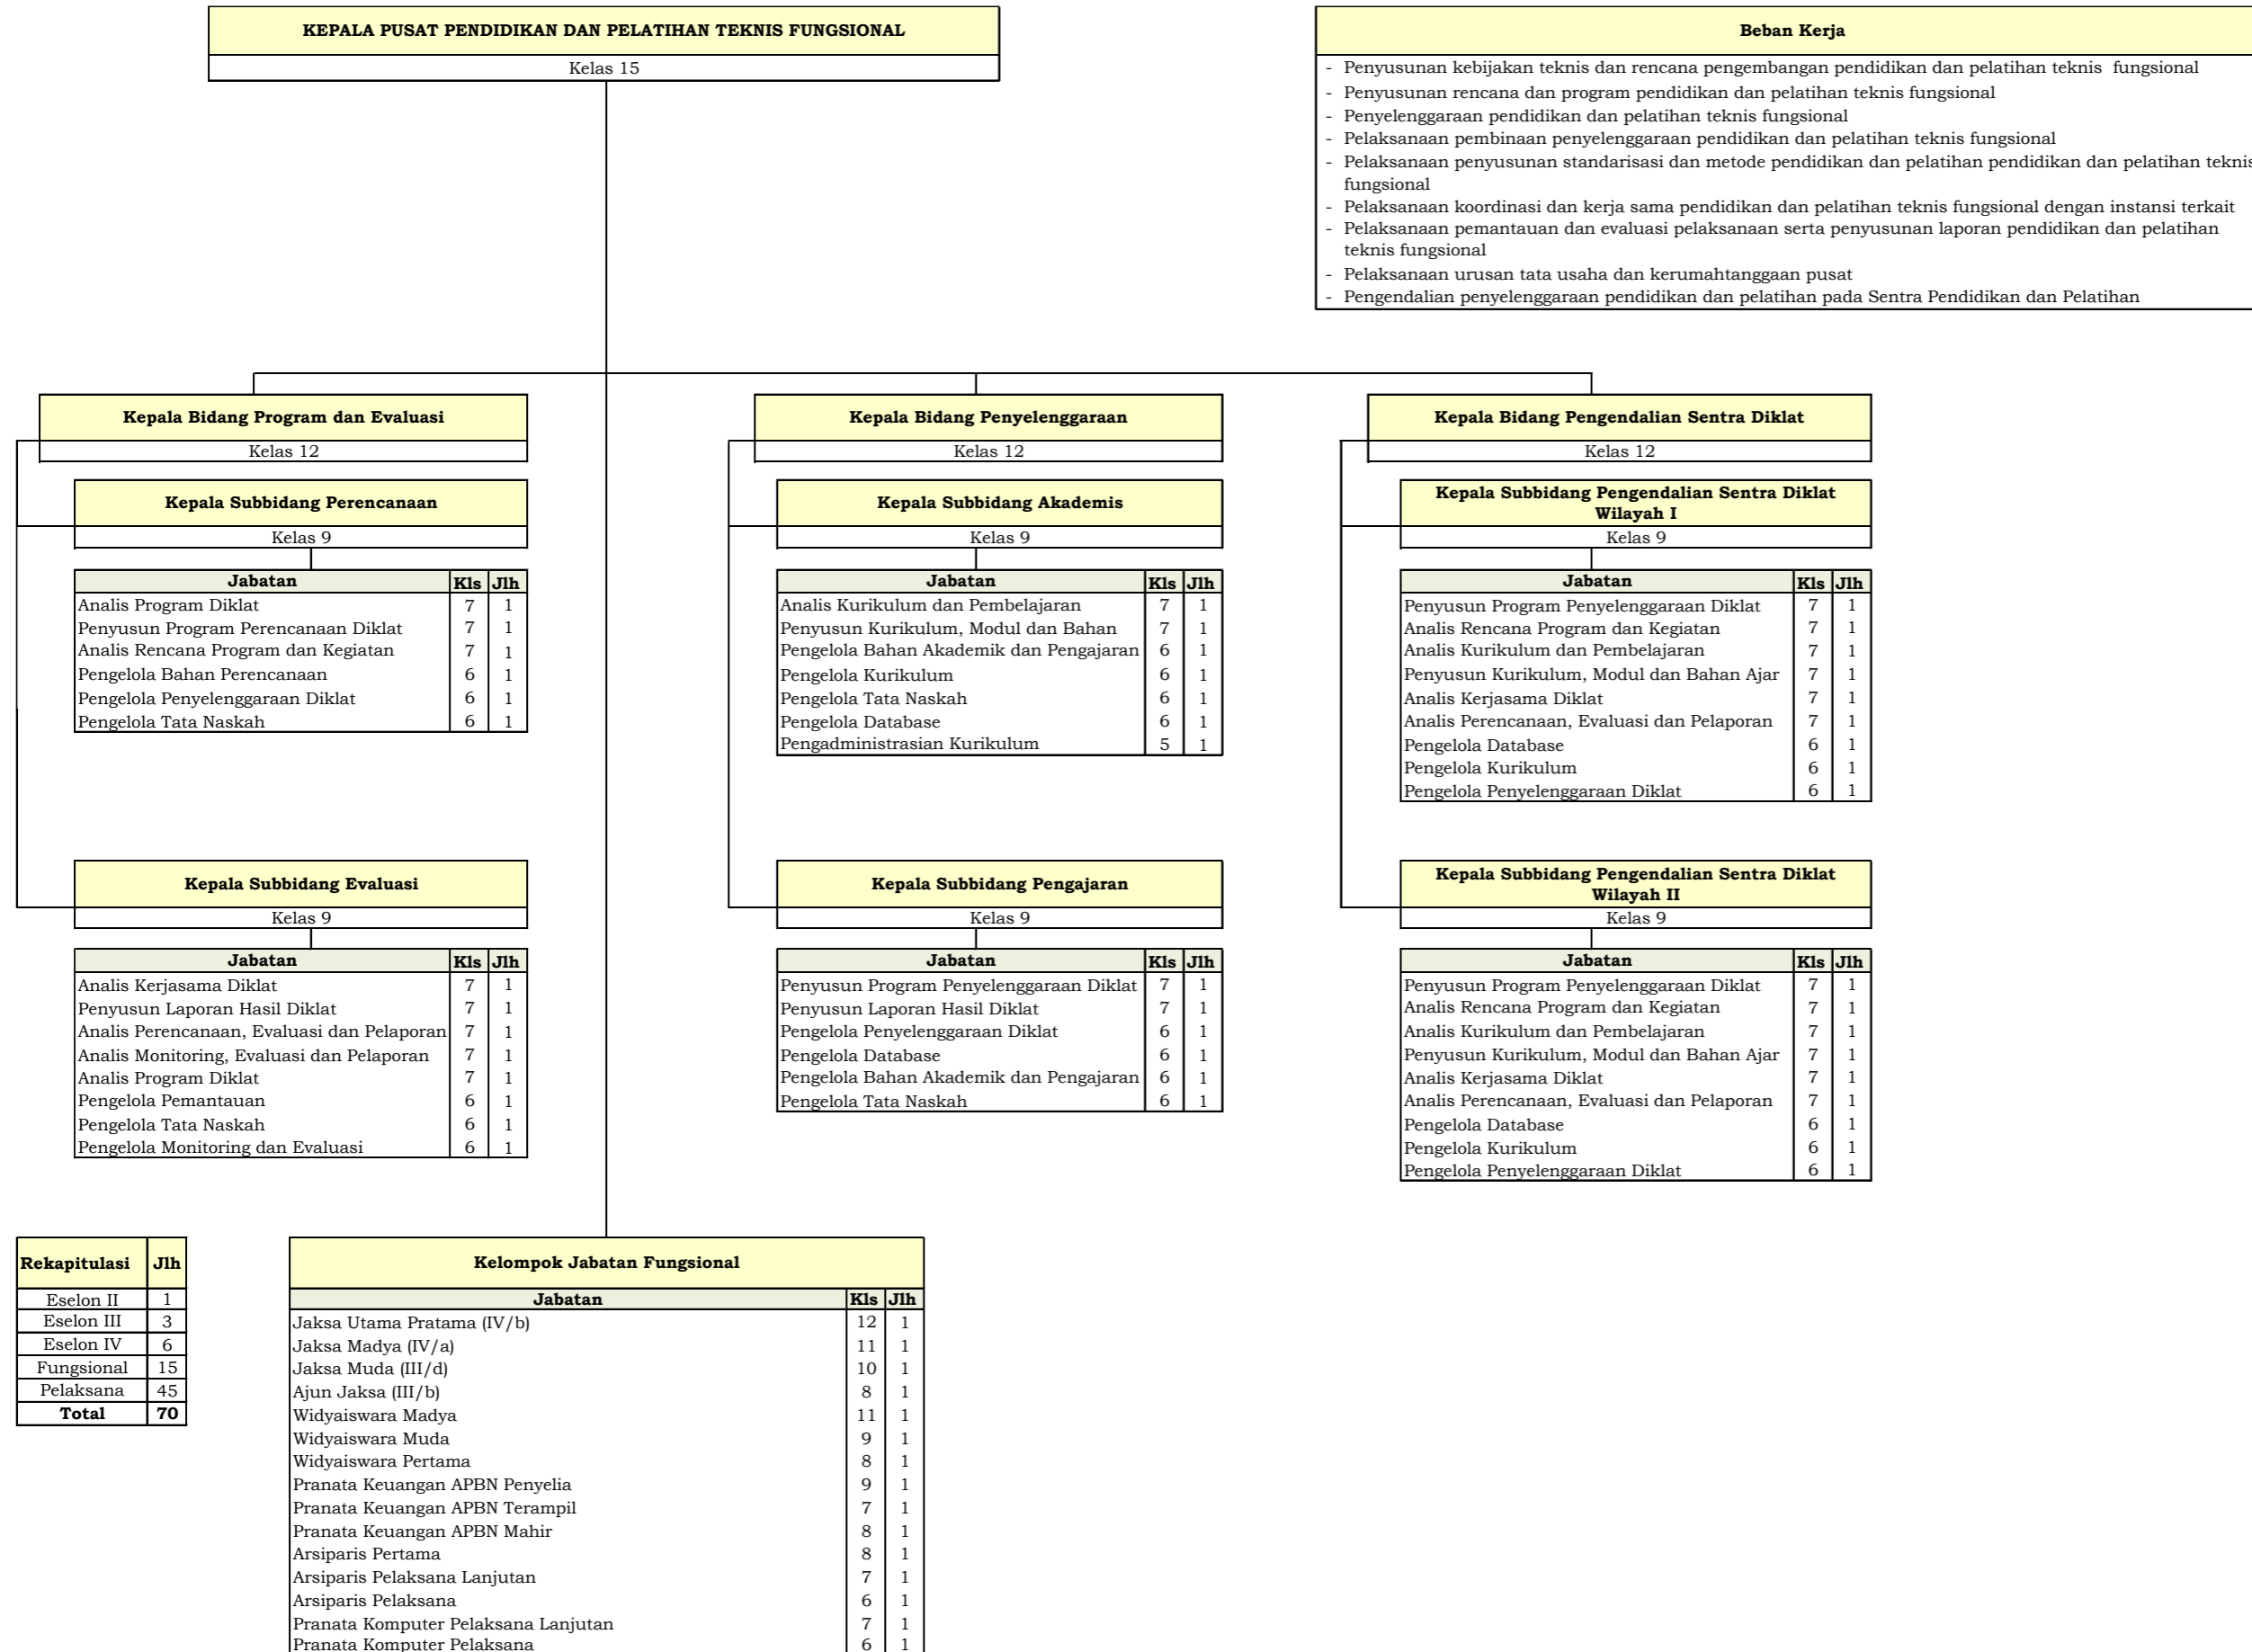 KEPALA PUSAT PENDIDIKAN DAN PELATIHAN TEKNIS FUNGSIONAL
Kelas 15
Beban Kerja
- Penyusunan kebijakan teknis dan rencana pengembangan pendidikan dan pelatihan teknis fungsional
- Penyusunan rencana dan program pendidikan dan pelatihan teknis fungsional
- Penyelenggaraan pendidikan dan pelatihan teknis fungsional
- Pelaksanaan pembinaan penyelenggaraan pendidikan dan pelatihan teknis fungsional
- Pelaksanaan penyusunan standarisasi dan metode pendidikan dan pelatihan pendidikan dan pelatihan teknis
fungsional
- Pelaksanaan koordinasi dan kerja sama pendidikan dan pelatihan teknis fungsional dengan instansi terkait
- Pelaksanaan pemantauan dan evaluasi pelaksanaan serta penyusunan laporan pendidikan dan pelatihan
teknis fungsional
- Pelaksanaan urusan tata usaha dan kerumahtanggaan pusat
- Pengendalian penyelenggaraan pendidikan dan pelatihan pada Sentra Pendidikan dan Pelatihan
Kepala Bidang Program dan Evaluasi
Kelas 12
Kepala Subbidang Perencanaan
Kelas 9
Jabatan Kls Jlh
Analis Program Diklat 7 1
Penyusun Program Perencanaan Diklat 7 1
Analis Rencana Program dan Kegiatan 7 1
Pengelola Bahan Perencanaan 6 1
Pengelola Penyelenggaraan Diklat 6 1
Pengelola Tata Naskah 6 1
Kepala Subbidang Evaluasi
Kelas 9
Jabatan Kls Jlh
Analis Kerjasama Diklat 7 1
Penyusun Laporan Hasil Diklat 7 1
Analis Perencanaan, Evaluasi dan Pelaporan 7 1
Analis Monitoring, Evaluasi dan Pelaporan 7 1
Analis Program Diklat 7 1
Pengelola Pemantauan 6 1
Pengelola Tata Naskah 6 1
Pengelola Monitoring dan Evaluasi 6 1
Kepala Bidang Penyelenggaraan
Kelas 12
Kepala Subbidang Akademis
Kelas 9
Jabatan Kls Jlh
Analis Kurikulum dan Pembelajaran 7 1
Penyusun Kurikulum, Modul dan Bahan 7 1
Pengelola Bahan Akademik dan Pengajaran 6 1
Pengelola Kurikulum 6 1
Pengelola Tata Naskah 6 1
Pengelola Database 6 1
Pengadministrasian Kurikulum 5 1
Kepala Subbidang Pengajaran
Kelas 9
Jabatan Kls Jlh
Penyusun Program Penyelenggaraan Diklat 7 1
Penyusun Laporan Hasil Diklat 7 1
Pengelola Penyelenggaraan Diklat 6 1
Pengelola Database 6 1
Pengelola Bahan Akademik dan Pengajaran 6 1
Pengelola Tata Naskah 6 1
Kepala Bidang Pengendalian Sentra Diklat
Kelas 12
Kepala Subbidang Pengendalian Sentra Diklat
Wilayah I
Kelas 9
Jabatan Kls Jlh
Penyusun Program Penyelenggaraan Diklat 7 1
Analis Rencana Program dan Kegiatan 7 1
Analis Kurikulum dan Pembelajaran 7 1
Penyusun Kurikulum, Modul dan Bahan Ajar 7 1
Analis Kerjasama Diklat 7 1
Analis Perencanaan, Evaluasi dan Pelaporan 7 1
Pengelola Database 6 1
Pengelola Kurikulum 6 1
Pengelola Penyelenggaraan Diklat 6 1
Kepala Subbidang Pengendalian Sentra Diklat
Wilayah II
Kelas 9
Jabatan Kls Jlh
Penyusun Program Penyelenggaraan Diklat 7 1
Analis Rencana Program dan Kegiatan 7 1
Analis Kurikulum dan Pembelajaran 7 1
Penyusun Kurikulum, Modul dan Bahan Ajar 7 1
Analis Kerjasama Diklat 7 1
Analis Perencanaan, Evaluasi dan Pelaporan 7 1
Pengelola Database 6 1
Pengelola Kurikulum 6 1
Pengelola Penyelenggaraan Diklat 6 1
Rekapitulasi Jlh
Eselon II 1
Eselon III 3
Eselon IV 6
Fungsional 15
Pelaksana 45
Total 70
Kelompok Jabatan Fungsional
Jabatan Kls Jlh
Jaksa Utama Pratama (IV/b) 12 1
Jaksa Madya (IV/a) 11 1
Jaksa Muda (III/d) 10 1
Ajun Jaksa (III/b) 8 1
Widyaiswara Madya 11 1
Widyaiswara Muda 9 1
Widyaiswara Pertama 8 1
Pranata Keuangan APBN Penyelia 9 1
Pranata Keuangan APBN Terampil 7 1
Pranata Keuangan APBN Mahir 8 1
Arsiparis Pertama 8 1
Arsiparis Pelaksana Lanjutan 7 1
Arsiparis Pelaksana 6 1
Pranata Komputer Pelaksana Lanjutan 7 1
Pranata Komputer Pelaksana 6 1